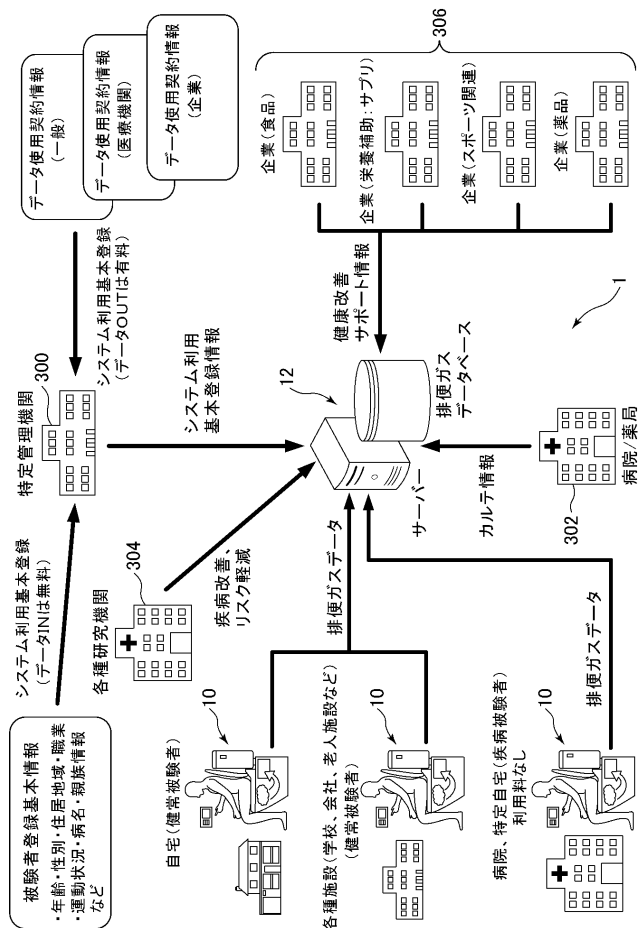 被験者登録基本情報
・年齢・性別・住居地域・職業
・運動状況・病名・親族情報
など
システム利用基本登録
(データINは無料)
特定管理機関
300
システム利用基本登録
(データOUTは有料)
データ使用契約情報
(一般)
データ使用契約情報
(医療機関)
データ使用契約情報
(企業)
各種研究機関
304
疾病改善、
リスク軽減
システム利用
基本登録情報
自宅(健常被験者)
10
各種施設(学校、会社、老人施設など)
(健常被験者)
10
病院、特定自宅(疾病被験者)
利用料なし
10
排便ガスデータ
排便ガスデータ
12
サーバー
排便ガス
データベース
健康改善
サポート情報
カルテ情報
302
病院/薬局
企業(食品)
企業(栄養補助:サプリ)
企業(スポーツ関連)
企業(薬品)
306
1